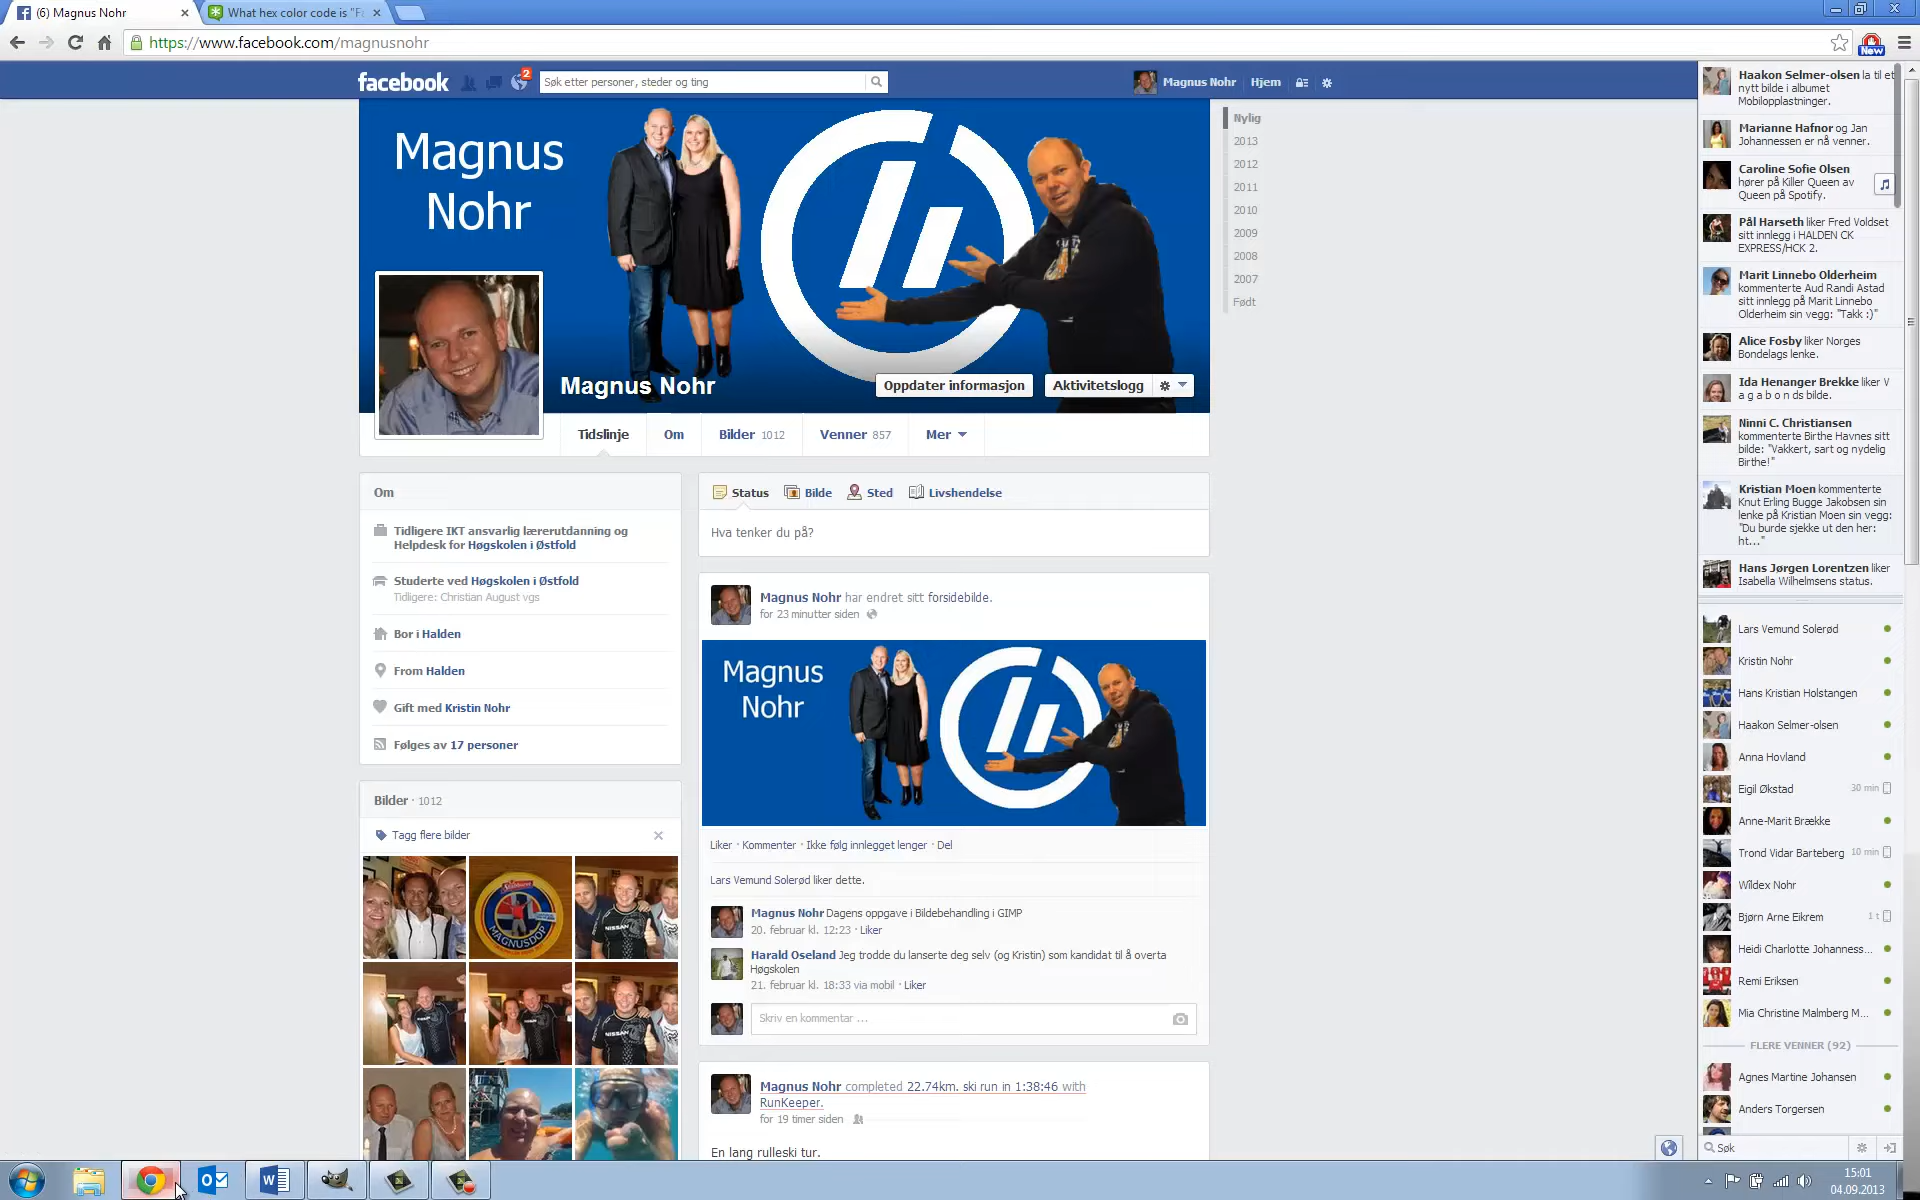 (6) Magnus Nohr
What hex color code is "F
https://www.facebook.com/magnusnohr
New
facebook
2
Søk etter personer, steder og ting
Magnus Nohr
Hjem
Magnus
Nohr
Magnus Nohr
Oppdater informasjon
Aktivitetslogg
Tidslinje
Om
Bilder 1012
Venner 857
Mer
Nylig
2013
2012
2011
2010
2009
2008
2007
Født
Om
Tidligere IKT ansvarlig lærerutdanning og
Helpdesk for Høgskolen i Østfold
Studerte ved Høgskolen i Østfold
Tidligere: Christian August vgs
Bor i Halden
From Halden
Gift med Kristin Nohr
Følges av 17 personer
Bilder · 1012
Tagg flere bilder
MAGNUSDOP
NISSAN
Status
Bilde
Sted
Livshendelse
Hva tenker du på?
Magnus Nohr har endret sitt forsidebilde.
for 23 minutter siden
Magnus
Nohr
Liker · Kommenter · Ikke følg innlegget lenger · Del
Lars Vemund Solerød liker dette.
Magnus Nohr Dagens oppgave i Bildebehandling i GIMP
20. februar kl. 12:23 · Liker
Harald Oseland Jeg trodde du lanserte deg selv (og Kristin) som kandidat til å overta
Høgskolen
21. februar kl. 18:33 via mobil · Liker
Skriv en kommentar ...
Magnus Nohr completed 22.74km. ski run in 1:38:46 with
RunKeeper.
for 19 timer siden
En lang rulleski tur.
Haakon Selmer-olsen la til et
nytt bilde i albumet
Mobilopplastninger.
Marianne Hafnor og Jan
Johannessen er nå venner.
Caroline Sofie Olsen
hører på Killer Queen av
Queen på Spotify.
Pål Harseth liker Fred Voldset
sitt innlegg i HALDEN CK
EXPRESS/HCK 2.
Marit Linnebo Olderheim
kommenterte Aud Randi Astad
sitt innlegg på Marit Linnebo
Olderheim sin vegg: "Takk :)"
Alice Fosby liker Norges
Bondelags lenke.
Ida Henanger Brekke liker V
a g a b o n ds bilde.
Ninni C. Christiansen
kommenterte Birthe Havnes sitt
bilde: "Vakkert, sart og nydelig
Birthe!"
Kristian Moen kommenterte
Knut Erling Bugge Jakobsen sin
lenke på Kristian Moen sin vegg:
"Du burde sjekke ut den her:
ht..."
Hans Jørgen Lorentzen liker
Isabella Wilhelmsens status.
Lars Vemund Solerød
Kristin Nohr
Hans Kristian Holstangen
Haakon Selmer-olsen
Anna Hovland
Eigil Økstad 30 min
Anne-Marit Brække
Trond Vidar Barteberg 10 min
Wildex Nohr
Bjørn Arne Eikrem 1 t
Heidi Charlotte Johanness...
Remi Eriksen
Mia Christine Malmberg M...
FLERE VENNER (92)
Agnes Martine Johansen
Anders Torgersen
Søk
15:01
04.09.2013